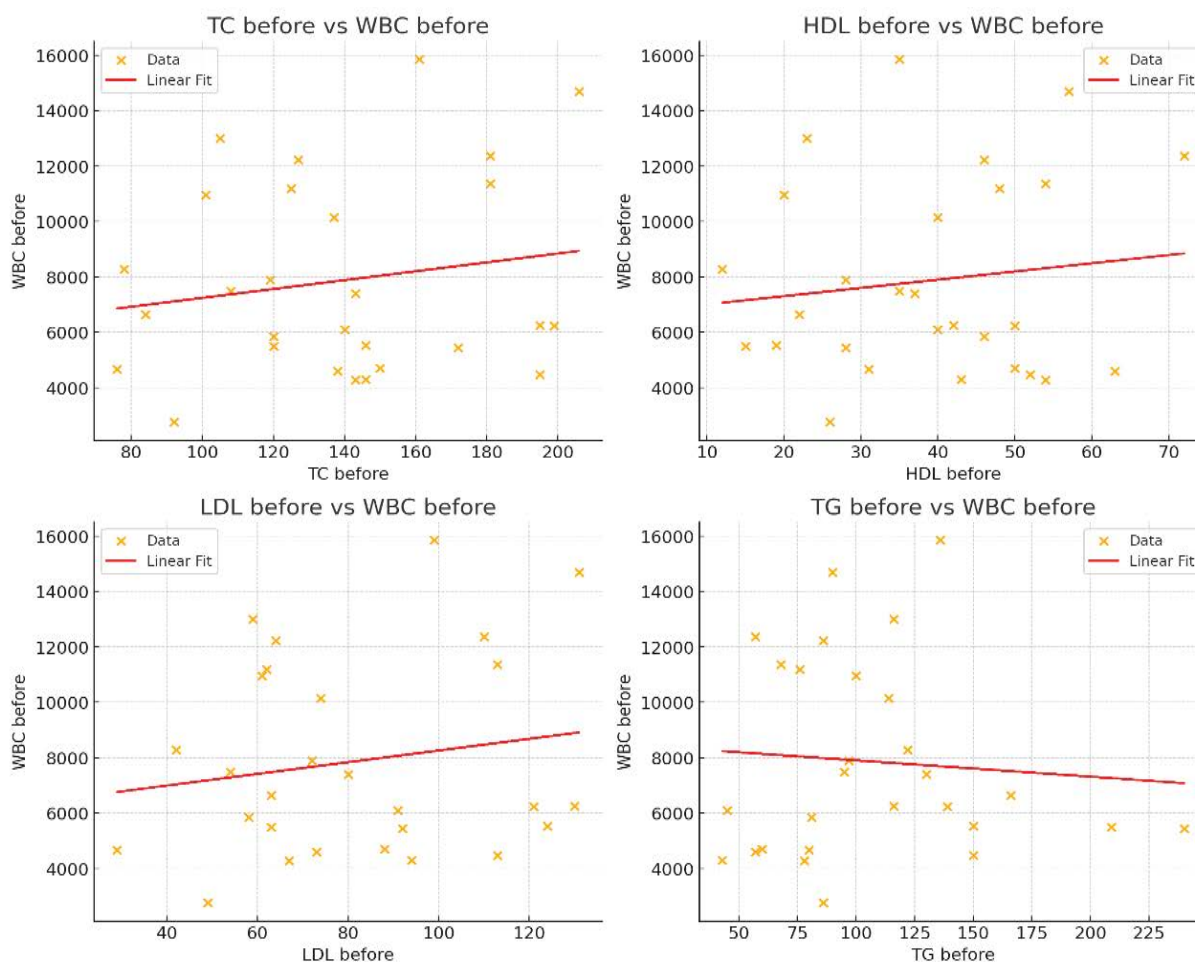 TC before vs WBC before
16000
14000
12000
10000
8000
6000
4000
WBC before
Data
Linear Fit
80 100 120 140 160 180 200
TC before
HDL before vs WBC before
16000
14000
12000
10000
8000
6000
4000
WBC before
Data
Linear Fit
10 20 30 40 50 60 70
HDL before
LDL before vs WBC before
16000
14000
12000
10000
8000
6000
4000
WBC before
Data
Linear Fit
40 60 80 100 120
LDL before
TG before vs WBC before
16000
14000
12000
10000
8000
6000
4000
WBC before
Data
Linear Fit
50 75 100 125 150 175 200 225
TG before